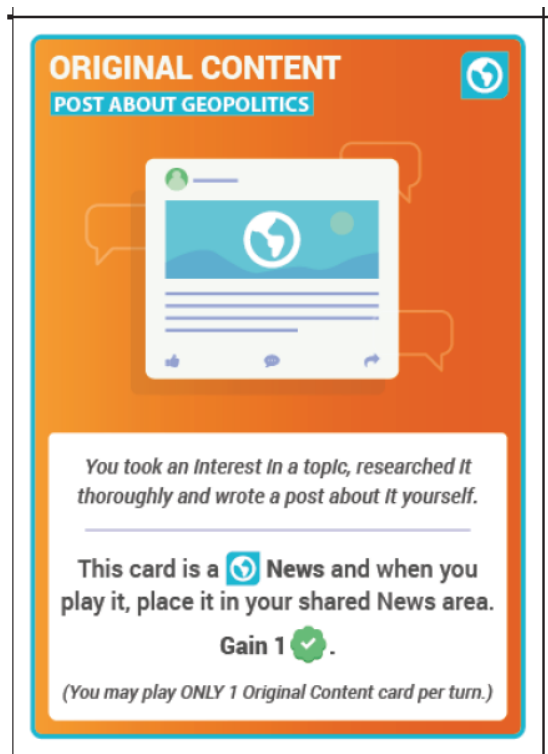 ORIGINAL CONTENT
POST ABOUT GEOPOLITICS
You took an Interest In a topIc, researched It
thoroughly and wrote a post about It yourself.
This card is a News and when you
play it, place it in your shared News area.
Gain 1 .
(You may play ONLY 1 Original Content card per turn.)